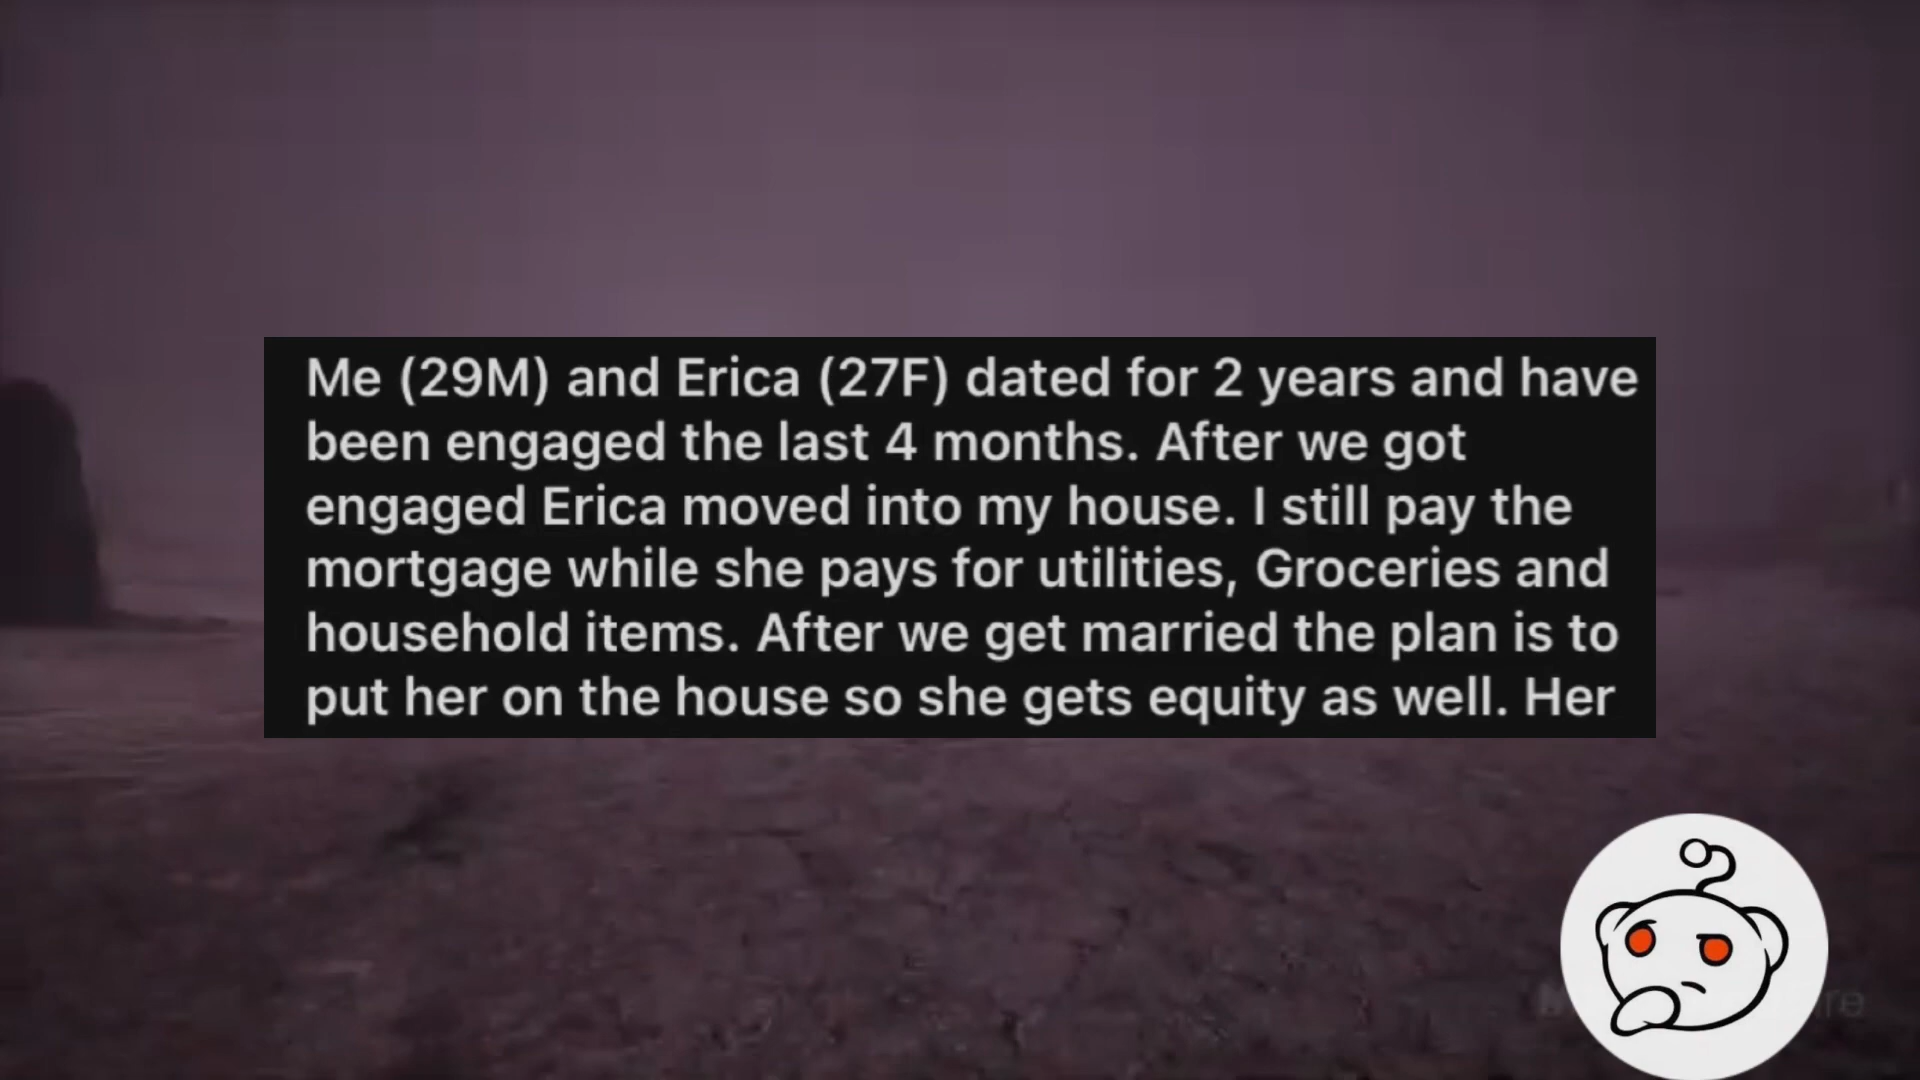 Me (29M) and Erica (27F) dated for 2 years and have
been engaged the last 4 months. After we got
engaged Erica moved into my house. I still pay the
mortgage while she pays for utilities, Groceries and
household items. After we get married the plan is to
put her on the house so she gets equity as well. Her